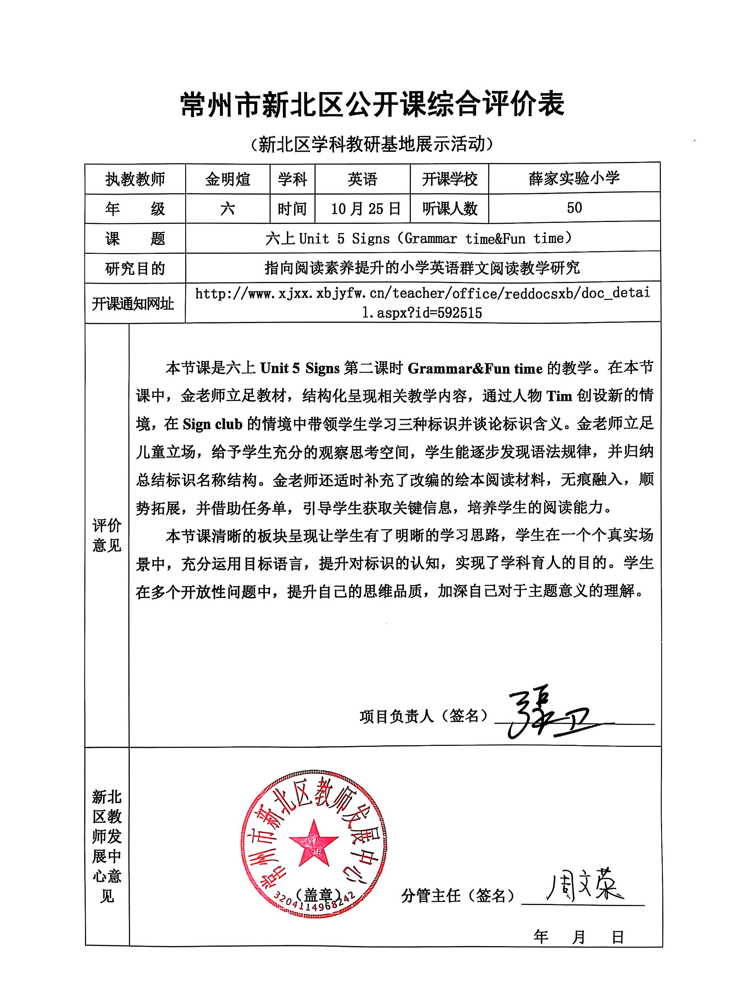 常州市新北区公开课综合评价表
（新北区学科教研基地展示活动）
执教教师 金明煊 学科 英语 开课学校 薛家实验小学
年 级 六 时间 10月25日 听课人数 50
课 题 六上Unit 5 Signs（Grammar time&Fun time）
研究目的 指向阅读素养提升的小学英语群文阅读教学研究
开课通知网址 http://www.xjxx.xbjyfw.cn/teacher/office/reddocsxb/doc_detai
l.aspx?id=592515
评价
意见
本节课是六上 Unit 5 Signs 第二课时 Grammar&Fun time 的教学。在本节
课中，金老师立足教材，结构化呈现相关教学内容，通过人物 Tim 创设新的情
境，在 Sign club 的情境中带领学生学习三种标识并谈论标识含义。金老师立足
儿童立场，给予学生充分的观察思考空间，学生能逐步发现语法规律，并归纳
总结标识名称结构。金老师还适时补充了改编的绘本阅读材料，无痕融入，顺
势拓展，并借助任务单，引导学生获取关键信息，培养学生的阅读能力。
本节课清晰的板块呈现让学生有了明晰的学习思路，学生在一个个真实场
景中，充分运用目标语言，提升对标识的认知，实现了学科育人的目的。学生
在多个开放性问题中，提升自己的思维品质，加深自己对于主题意义的理解。
项目负责人（签名）張卫
新北
区教
师发
展中
心意
见
常州市新北区教师发展中心
（盖章）
3204114968242
分管主任（签名）周文荣
年 月 日